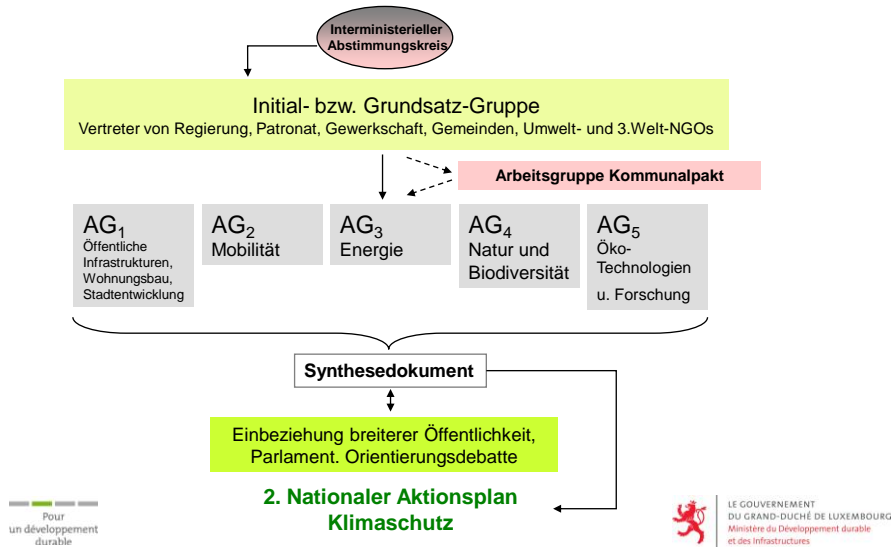 Interministerieller
Abstimmungskreis
Initial- bzw. Grundsatz-Gruppe
Vertreter von Regierung, Patronat, Gewerkschaft, Gemeinden, Umwelt- und 3.Welt-NGOs
Arbeitsgruppe Kommunalpakt
AG1
Öffentliche
Infrastrukturen,
Wohnungsbau,
Stadtentwicklung
AG2
Mobilität
AG3
Energie
AG4
Natur und
Biodiversität
AG5
Öko-
Technologien
u. Forschung
Synthesedokument
Einbeziehung breiterer Öffentlichkeit,
Parlament. Orientierungsdebatte
2. Nationaler Aktionsplan
Klimaschutz
Pour
un développement
durable
LE GOUVERNEMENT
DU GRAND-DUCHÉ DE LUXEMBOURG
Ministère du Développement durable
et des Infrastructures